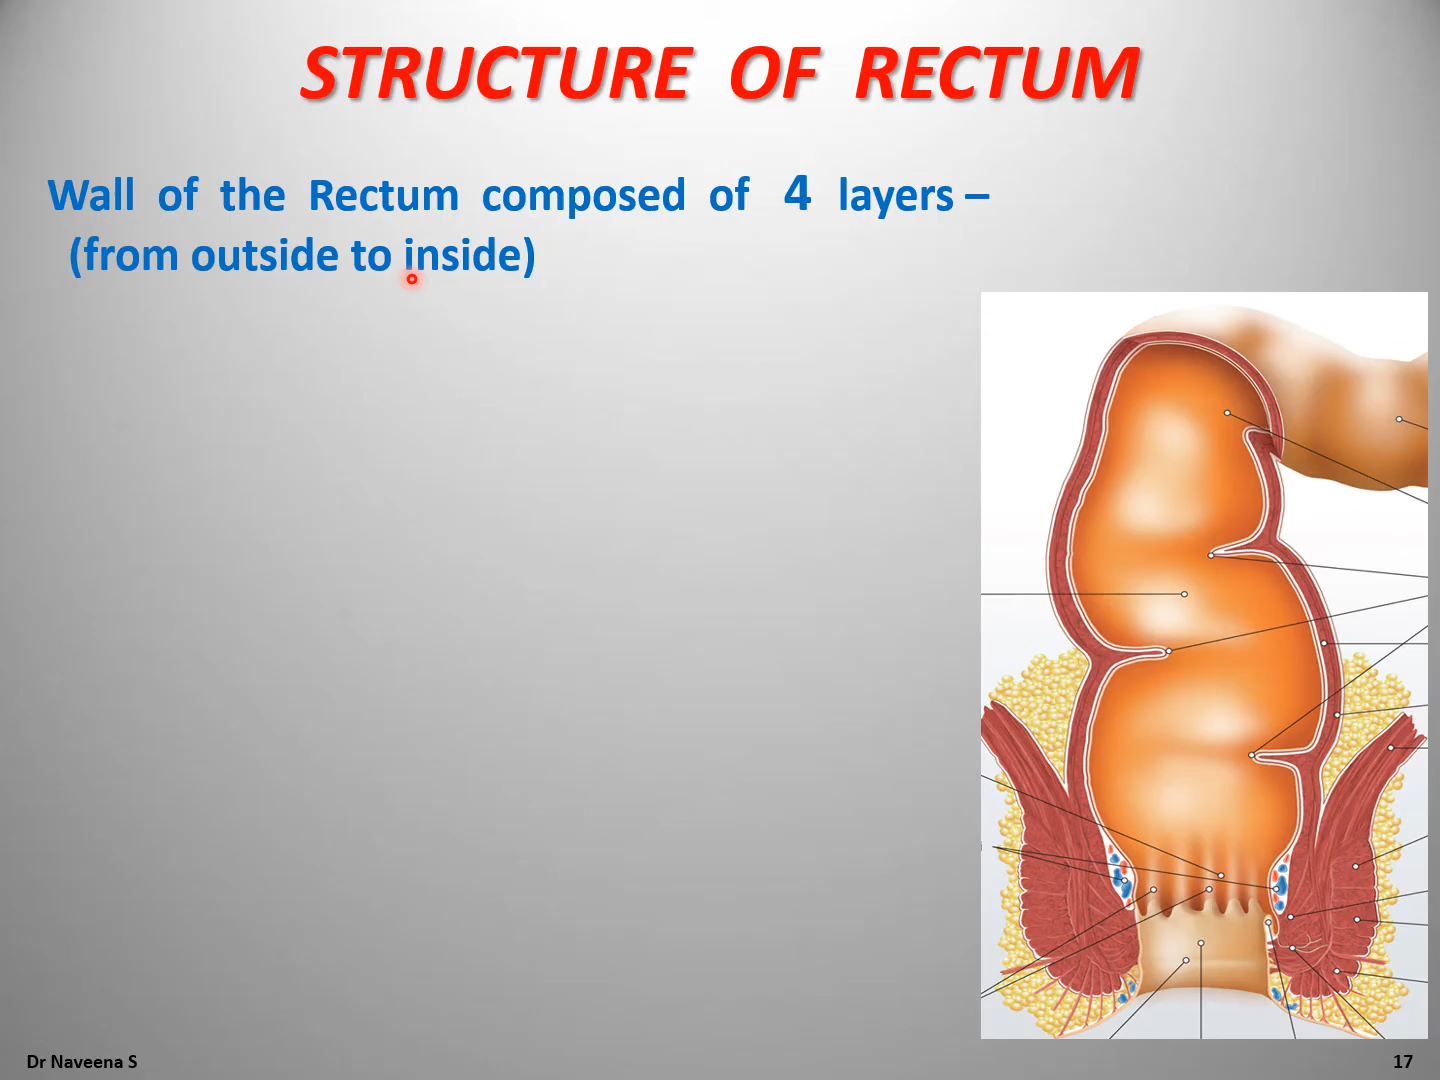 STRUCTURE OF RECTUM
Wall of the Rectum composed of 4 layers –
(from outside to inside)
Dr Naveena S
17